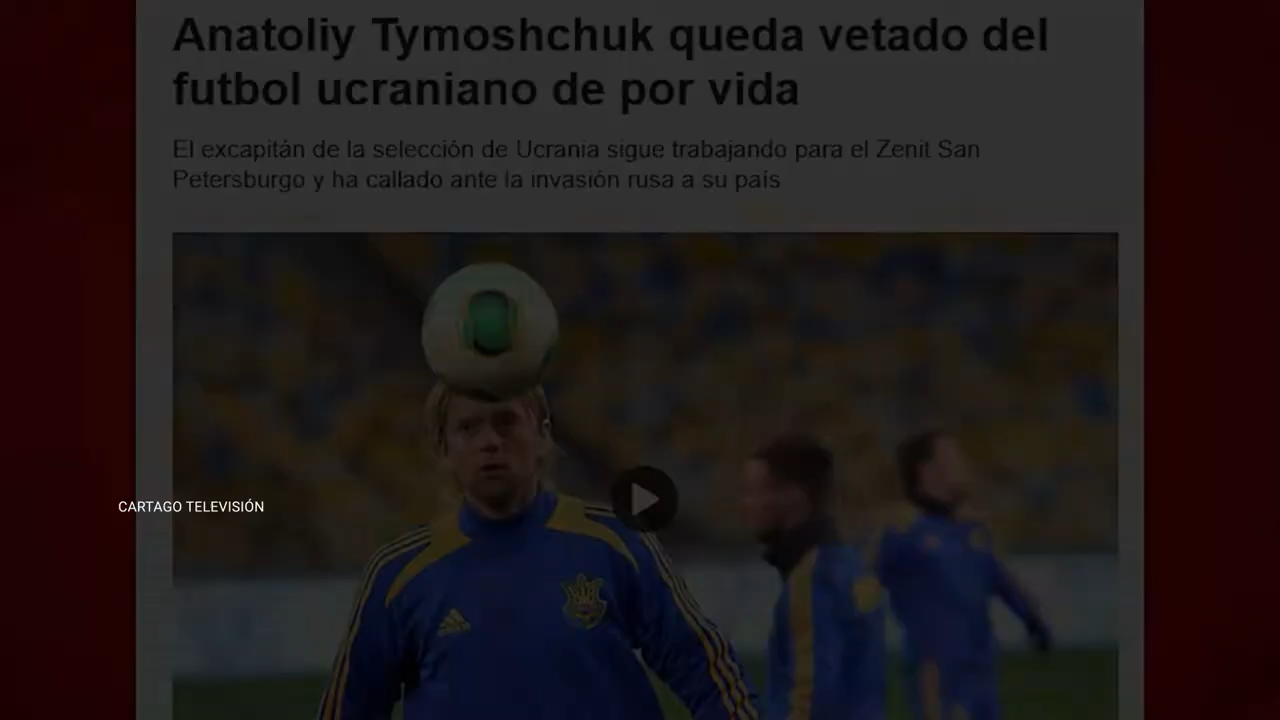 Anatoliy Tymoshchuk queda vetado del
futbol ucraniano de por vida
El excapitán de la selección de Ucrania sigue trabajando para el Zenit San
Petersburgo y ha callado ante la invasión rusa a su país
CARTAGO TELEVISIÓN